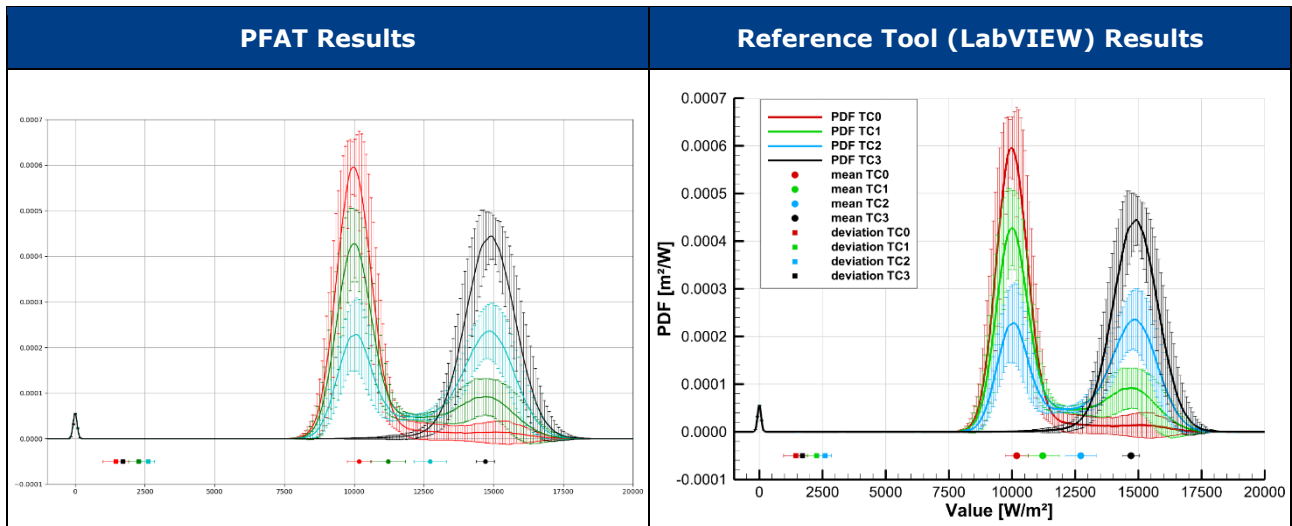 PFAT Results
Reference Tool (LabVIEW) Results
0.0007
0.0006
0.0005
0.0004
0.0003
0.0002
0.0001
0.0000
-0.0001
0
2500
5000
7500
10000
12500
15000
17500
20000
PDF [m²/W]
0.0007
0.0006
0.0005
0.0004
0.0003
0.0002
0.0001
0.0000
-0.0001
PDF TC0
PDF TC1
PDF TC2
PDF TC3
mean TC0
mean TC1
mean TC2
mean TC3
deviation TC0
deviation TC1
deviation TC2
deviation TC3
0
2500
5000
7500
10000
12500
15000
17500
20000
Value [W/m²]